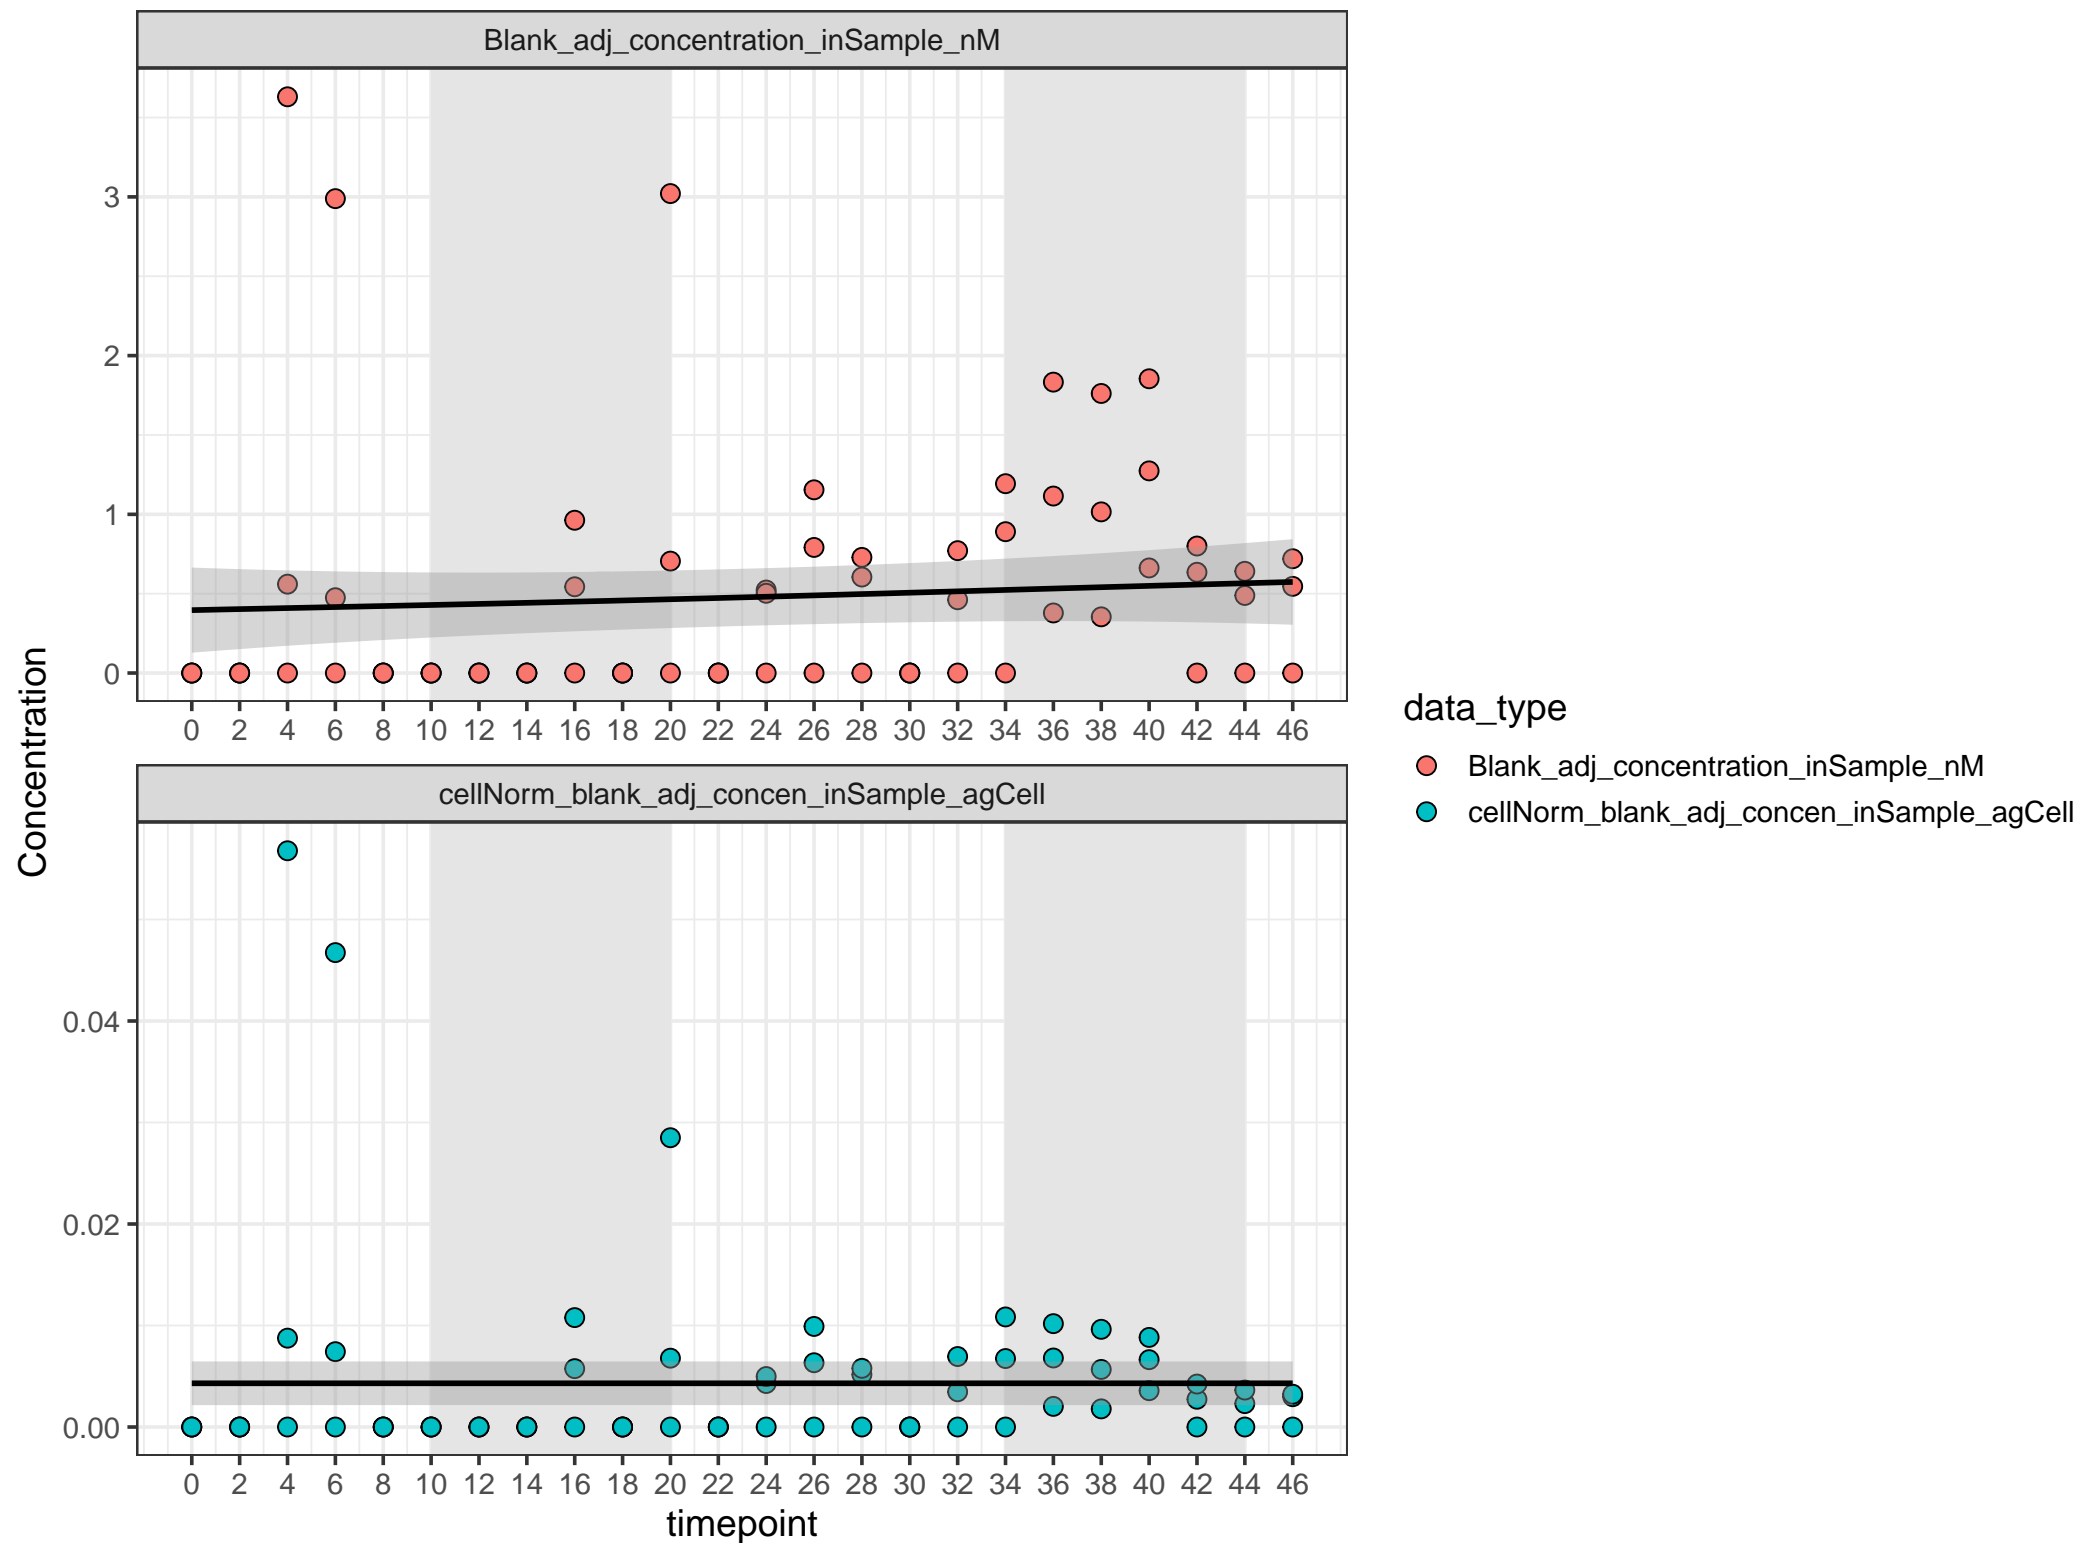 Blank_adj_concentration_inSample_nM
3
2
1
0
0 2 4 6 8 10 12 14 16 18 20 22 24 26 28 30 32 34 36 38 40 42 44 46
Concentration
cellNorm_blank_adj_concen_inSample_agCell
0.04
0.02
0.00
0 2 4 6 8 10 12 14 16 18 20 22 24 26 28 30 32 34 36 38 40 42 44 46
timepoint
data_type
Blank_adj_concentration_inSample_nM
cellNorm_blank_adj_concen_inSample_agCell